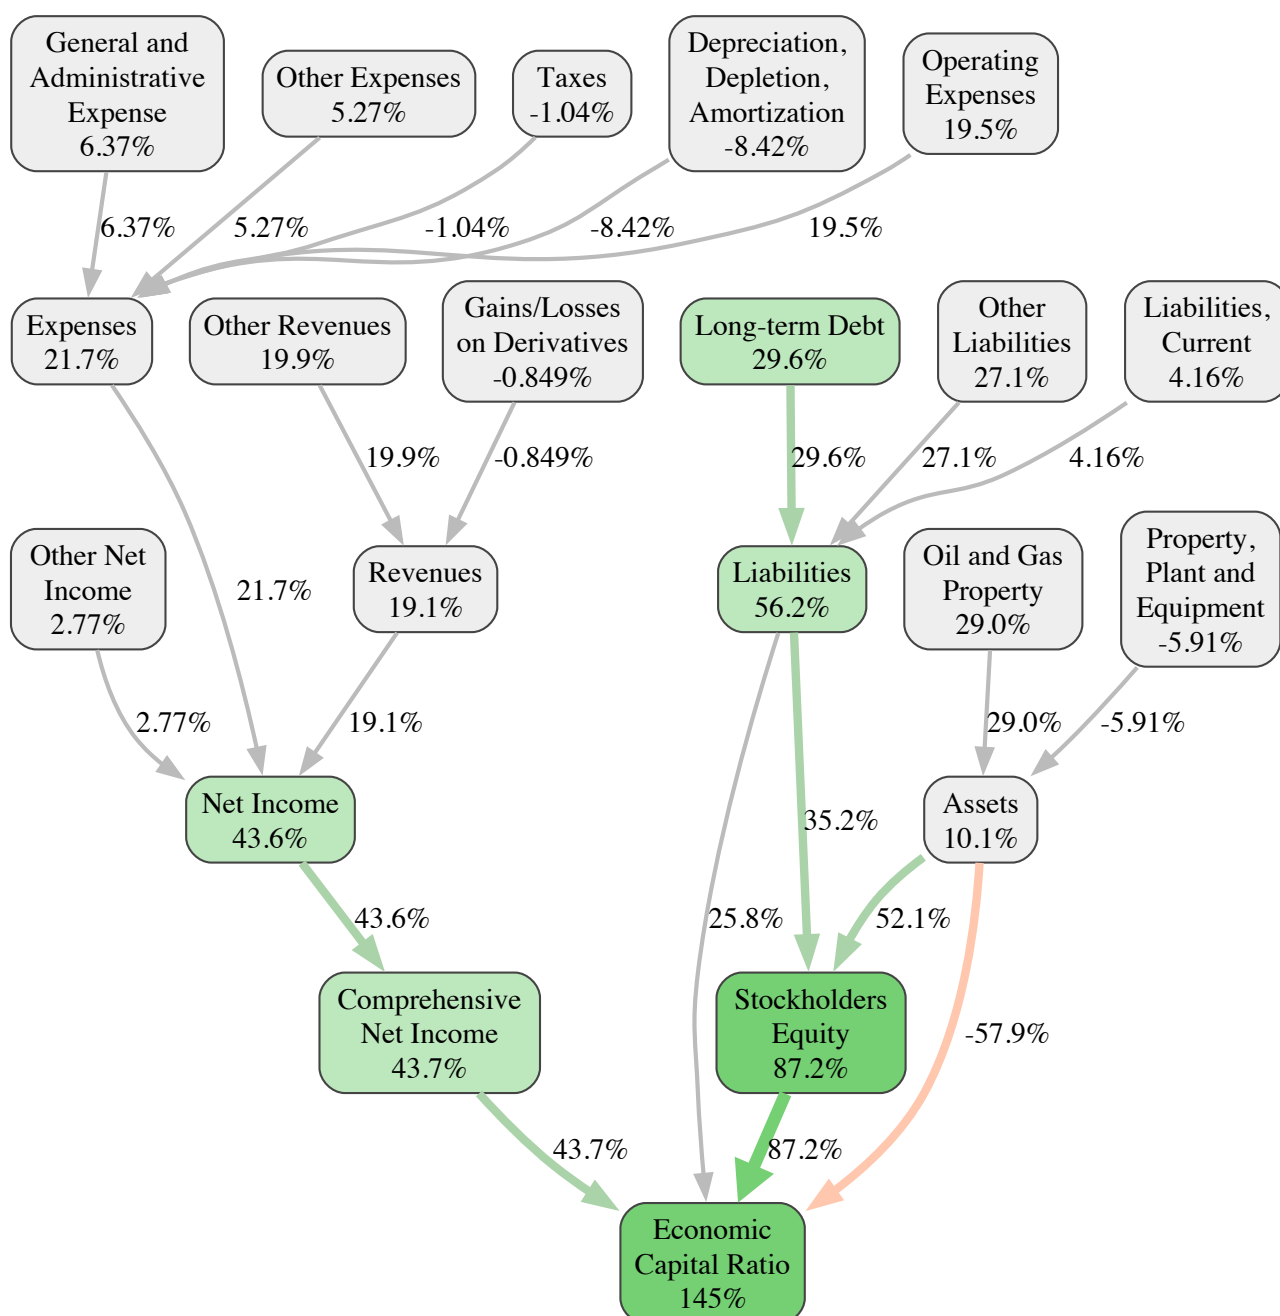 General and
Administrative
Expense
6.37%
Other Expenses
5.27%
Taxes
-1.04%
Depreciation,
Depletion,
Amortization
-8.42%
Operating
Expenses
19.5%
6.37%
5.27%
-1.04%
-8.42%
19.5%
Expenses
21.7%
Other Revenues
19.9%
Gains/Losses
on Derivatives
-0.849%
Long-term Debt
29.6%
Other
Liabilities
27.1%
Liabilities,
Current
4.16%
19.9%
-0.849%
29.6%
27.1%
4.16%
Other Net
Income
2.77%
21.7%
Revenues
19.1%
Liabilities
56.2%
Oil and Gas
Property
29.0%
Property,
Plant and
Equipment
-5.91%
2.77%
19.1%
29.0%
-5.91%
Net Income
43.6%
35.2%
Assets
10.1%
43.6%
25.8%
52.1%
Comprehensive
Net Income
43.7%
Stockholders
Equity
87.2%
-57.9%
43.7%
87.2%
Economic
Capital Ratio
145%